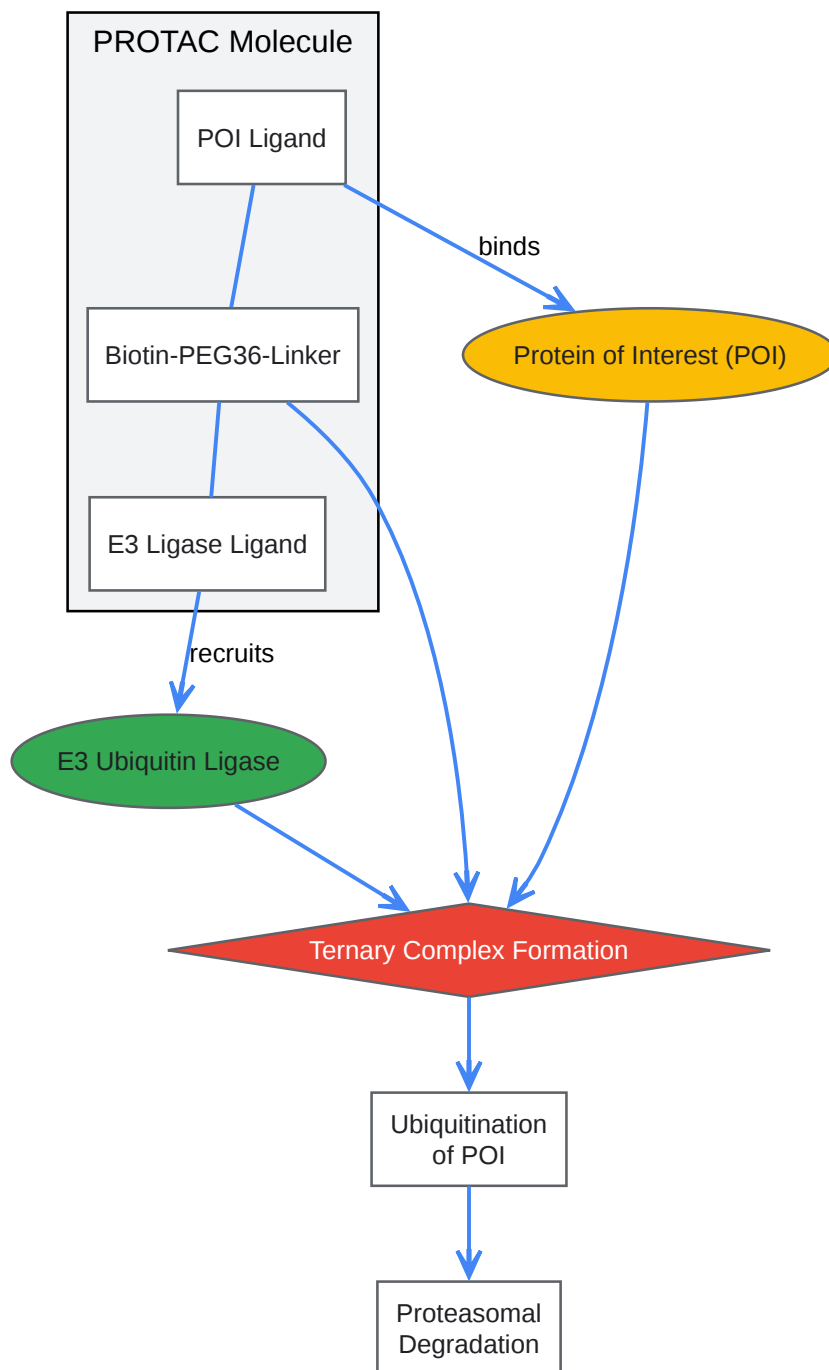 PROTAC Molecule
POI Ligand
binds
Biotin-PEG36-Linker
Protein of Interest (POI)
E3 Ligase Ligand
recruits
E3 Ubiquitin Ligase
Ternary Complex Formation
Ubiquitination
of POI
Proteasomal
Degradation